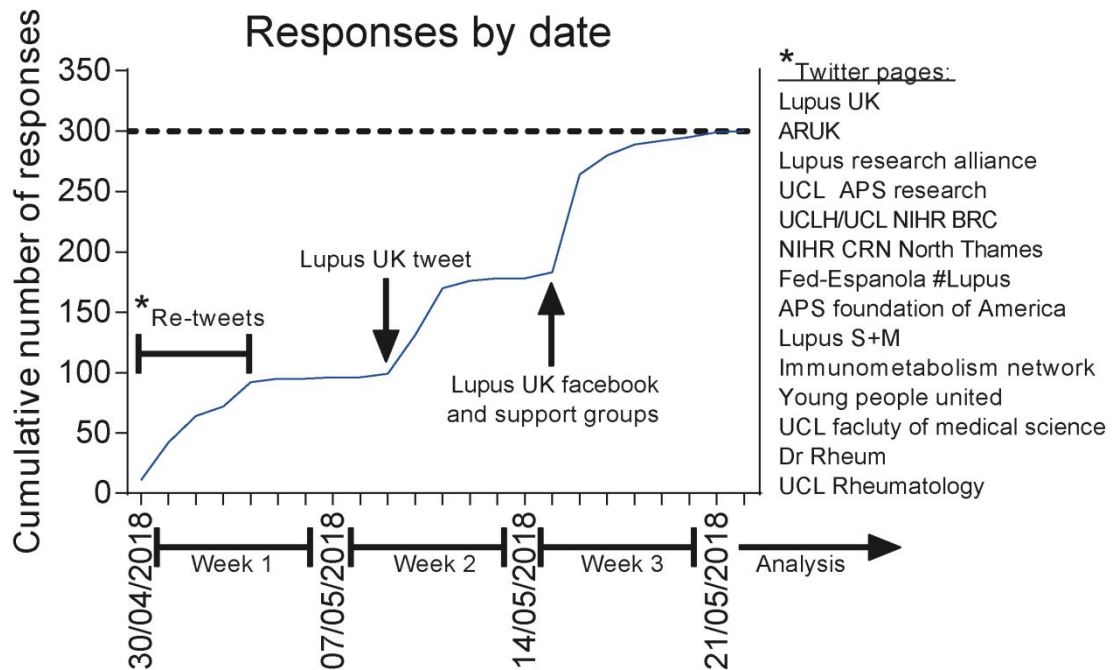 Responses by date
Cumulative number of responses
350
300
250
200
150
100
50
0
*
Re-tweets
Lupus UK tweet
Lupus UK facebook
and support groups
30/04/2018
07/05/2018
14/05/2018
21/05/2018
Week 1
Week 2
Week 3
Analysis
*Twitter pages:
Lupus UK
ARUK
Lupus research alliance
UCL APS research
UCLH/UCL NIHR BRC
NIHR CRN North Thames
Fed-Espanola #Lupus
APS foundation of America
Lupus S+M
Immunometabolism network
Young people united
UCL facluty of medical science
Dr Rheum
UCL Rheumatology